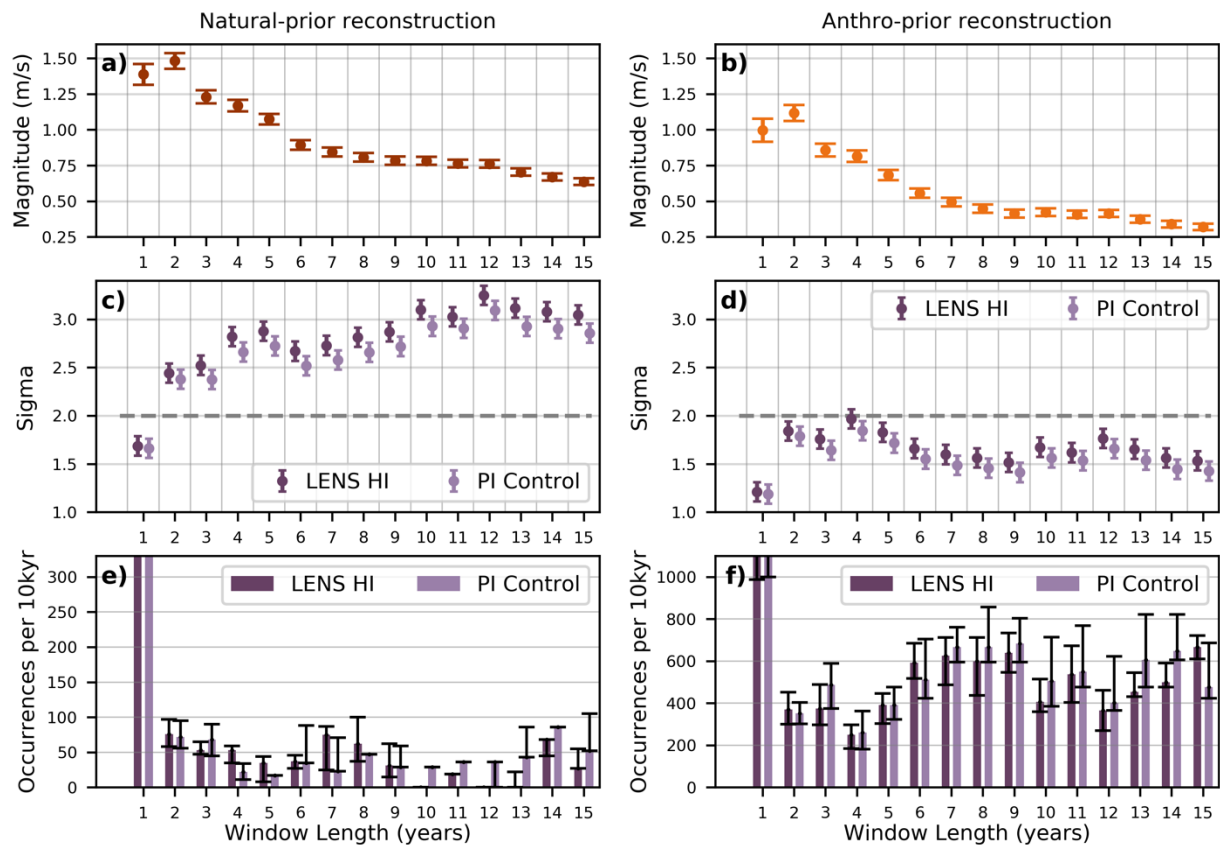 Natural-prior reconstruction
Anthro-prior reconstruction
a)
Magnitude (m/s)
1.50
1.25
1.00
0.75
0.50
0.25
1 2 3 4 5 6 7 8 9 10 11 12 13 14 15
b)
Magnitude (m/s)
1.50
1.25
1.00
0.75
0.50
0.25
1 2 3 4 5 6 7 8 9 10 11 12 13 14 15
c)
Sigma
3.0
2.5
2.0
1.5
1.0
LENS HI PI Control
1 2 3 4 5 6 7 8 9 10 11 12 13 14 15
d)
Sigma
3.0
2.5
2.0
1.5
1.0
LENS HI PI Control
1 2 3 4 5 6 7 8 9 10 11 12 13 14 15
e)
Occurrences per 10kyr
300
250
200
150
100
50
0
LENS HI PI Control
1 2 3 4 5 6 7 8 9 10 11 12 13 14 15
Window Length (years)
f)
Occurrences per 10kyr
1000
800
600
400
200
0
LENS HI PI Control
1 2 3 4 5 6 7 8 9 10 11 12 13 14 15
Window Length (years)